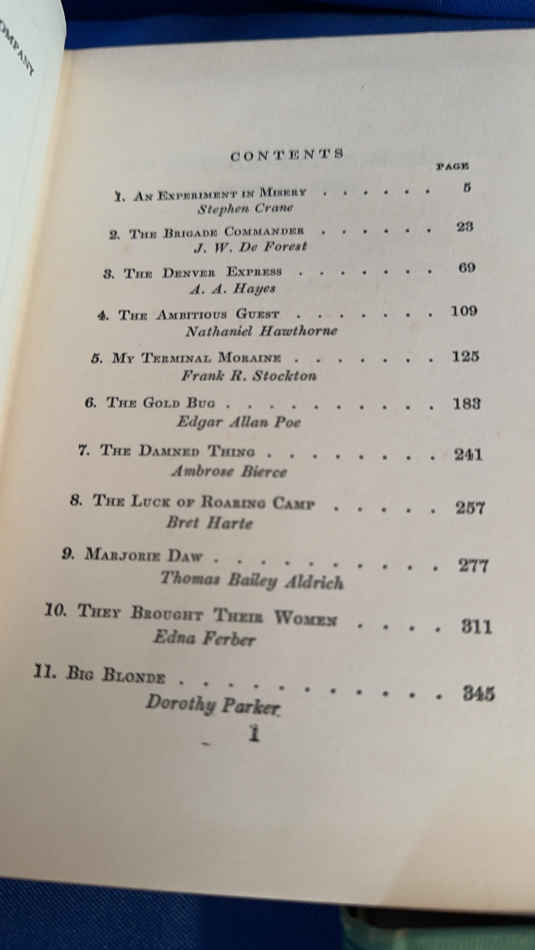 OMPANY
CONTENTS
PAGE
1. AN EXPERIMENT IN MISERY . . . . . . 5
Stephen Crane
2. THE BRIGADE COMMANDER . . . . . . 23
J. W. De Forest
3. THE DENVER EXPRESS . . . . . . . 69
A. A. Hayes
4. THE AMBITIOUS GUEST . . . . . . . 109
Nathaniel Hawthorne
5. MY TERMINAL MORAINE . . . . . . . 125
Frank R. Stockton
6. THE GOLD BUG . . . . . . . . . . 183
Edgar Allan Poe
7. THE DAMNED THING . . . . . . . . 241
Ambrose Bierce
8. THE LUCK OF ROARING CAMP . . . . . 257
Bret Harte
9. MARJORIE DAW . . . . . . . . . . 277
Thomas Bailey Aldrich
10. THEY BROUGHT THEIR WOMEN . . . . 311
Edna Ferber
11. BIG BLONDE . . . . . . . . . . . 345
Dorothy Parker
1